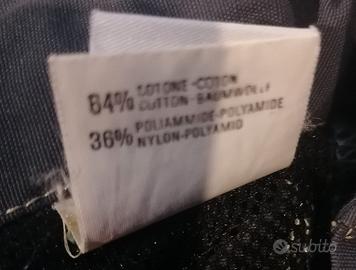 64% COTONE-COTON
COTTON-BAUMWOLLE
36% POLIAMMIDE-POLYAMIDE
NYLON-POLYAMID
subito